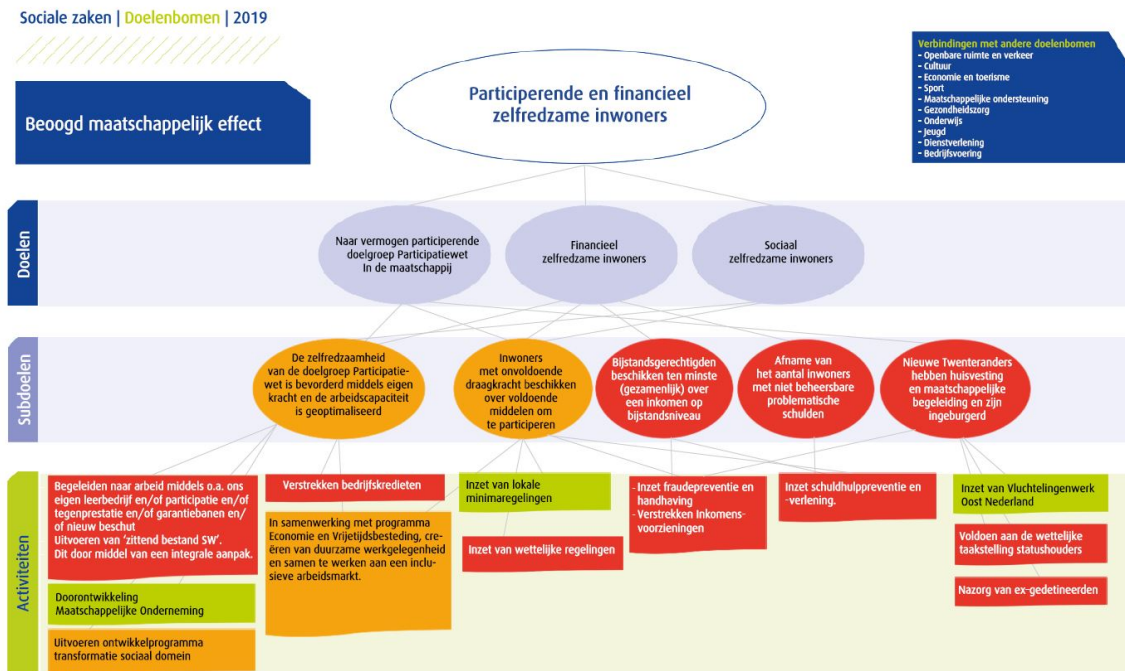 Sociale zaken | Doelenbomen | 2019
Beoogd maatschappelijk effect
Participerende en financieel
zelfredzame inwoners
Verbindingen met andere doelenbomen
- Openbare ruimte en verkeer
- Cultuur
- Economie en toerisme
- Sport
- Maatschappelijke ondersteuning
- Gezondheidszorg
- Onderwijs
- Jeugd
- Dienstverlening
- Bedrijfsvoering
Doelen
Naar vermogen participerende
doelgroep Participatiewet
In de maatschappij
Financieel
zelfredzame inwoners
Sociaal
zelfredzame inwoners
Subdoelen
De zelfredzaamheid
van de doelgroep Participatie-
wet is bevorderd middels eigen
kracht en de arbeidscapaciteit
is geoptimaliseerd
Inwoners
met onvoldoende
draagkracht beschikken
over voldoende
middelen om
te participeren
Bijstandsgerechtigden
beschikken ten minste
(gezamenlijk) over
een inkomen op
bijstandsniveau
Afname van
het aantal inwoners
met niet beheersbare
problematische
schulden
Nieuwe Twenteranders
hebben huisvesting
en maatschappelijke
begeleiding en zijn
ingeburgerd
Activiteiten
Begeleiden naar arbeid middels o.a. ons
eigen leerbedrijf en/of participatie en/of
tegenprestatie en/of garantiebanen en/
of nieuw beschut
Uitvoeren van ‘zittend bestand SW’.
Dit door middel van een integrale aanpak.
Doorontwikkeling
Maatschappelijke Onderneming
Uitvoeren ontwikkelprogramma
transformatie sociaal domein
Verstrekken bedrijfskredieten
In samenwerking met programma
Economie en Vrijetijdsbesteding, cre-
ëren van duurzame werkgelegenheid
en samen te werken aan een inclu-
sieve arbeidsmarkt.
Inzet van lokale
minimaregelingen
Inzet van wettelijke regelingen
- Inzet fraudepreventie en
handhaving
- Verstrekken Inkomens-
voorzieningen
Inzet schuldhulppreventie en
-verlening.
Inzet van Vluchtelingenwerk
Oost Nederland
Voldoen aan de wettelijke
taakstelling statushouders
Nazorg van ex-gedetineerden